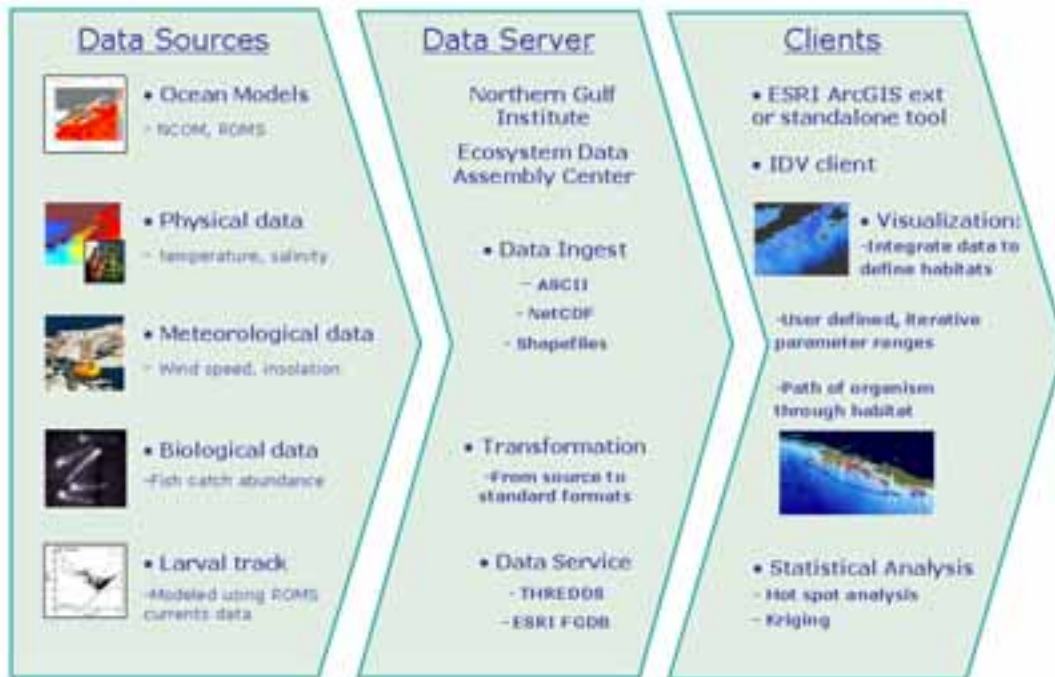 Data Sources
• Ocean Models
- NCOM, ROMS
• Physical data
- temperature, salinity
• Meteorological data
- Wind speed, insolation
• Biological data
-Fish catch abundance
• Larval track
-Modeled using ROMS
currents data
Data Server
Northern Gulf
Institute
Ecosystem Data
Assembly Center
• Data Ingest
- ASCII
- NetCDF
- Shapefiles
• Transformation
-From source to
standard formats
• Data Service
- THREDDS
- ESRI FGDB
Clients
• ESRI ArcGIS ext
or standalone tool
• IDV client
• Visualization:
-Integrate data to
define habitats
-User defined, iterative
parameter ranges
-Path of organism
through habitat
• Statistical Analysis
- Hot spot analysis
- Kriging